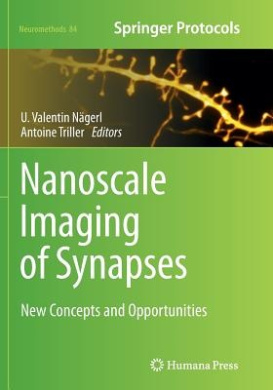 Neuromethods 84
Springer Protocols
U. Valentin Nägerl
Antoine Triller Editors
Nanoscale
Imaging
of Synapses
New Concepts and Opportunities
Humana Press